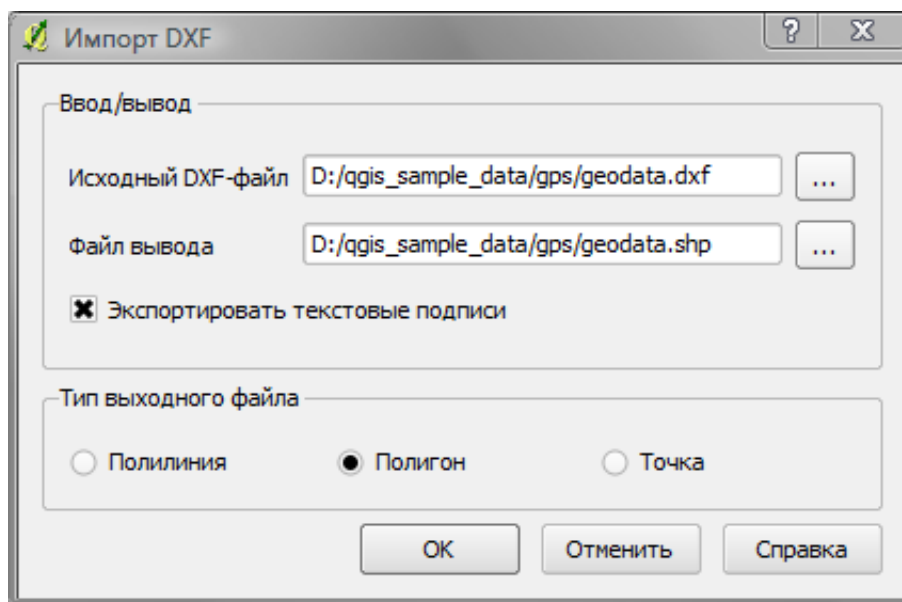 Импорт DXF
Ввод/вывод
Исходный DXF-файл D:/qgis_sample_data/gps/geodata.dxf ...
Файл вывода D:/qgis_sample_data/gps/geodata.shp ...
Экспортировать текстовые подписи
Тип выходного файла
Полилиния Полигон Точка
OK Отменить Справка